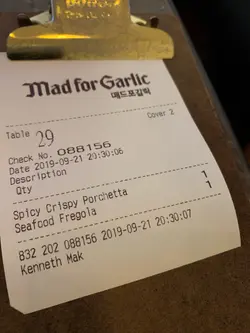 Mad for Garlic
매드포갈릭
Cover 2
Table 29
Check No. 088156
Date 2019-09-21 20:30:06
Description
Qty
Spicy Crispy Porchetta 1
Seafood Fregola 1
832 202 088156 2019-09-21 20:30:07
Kenneth Mak